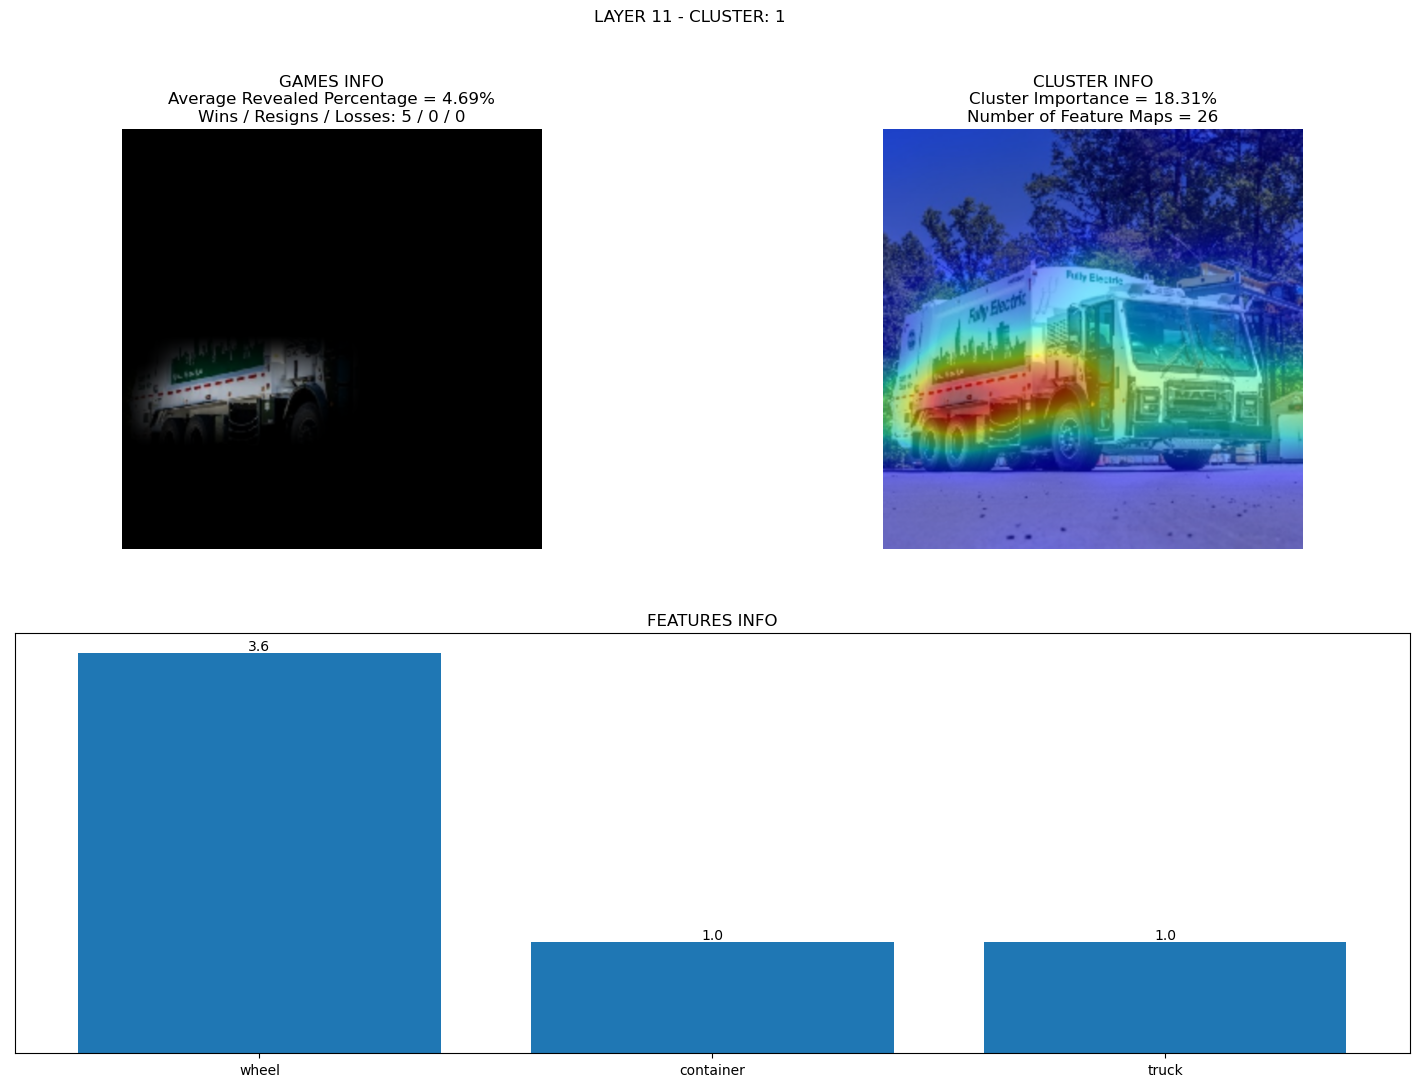 LAYER 11 - CLUSTER: 1
GAMES INFO
Average Revealed Percentage = 4.69%
Wins / Resigns / Losses: 5 / 0 / 0
CLUSTER INFO
Cluster Importance = 18.31%
Number of Feature Maps = 26
Fully Electric
Fully Electric
MACK
FEATURES INFO
3.6
1.0
1.0
wheel
container
truck